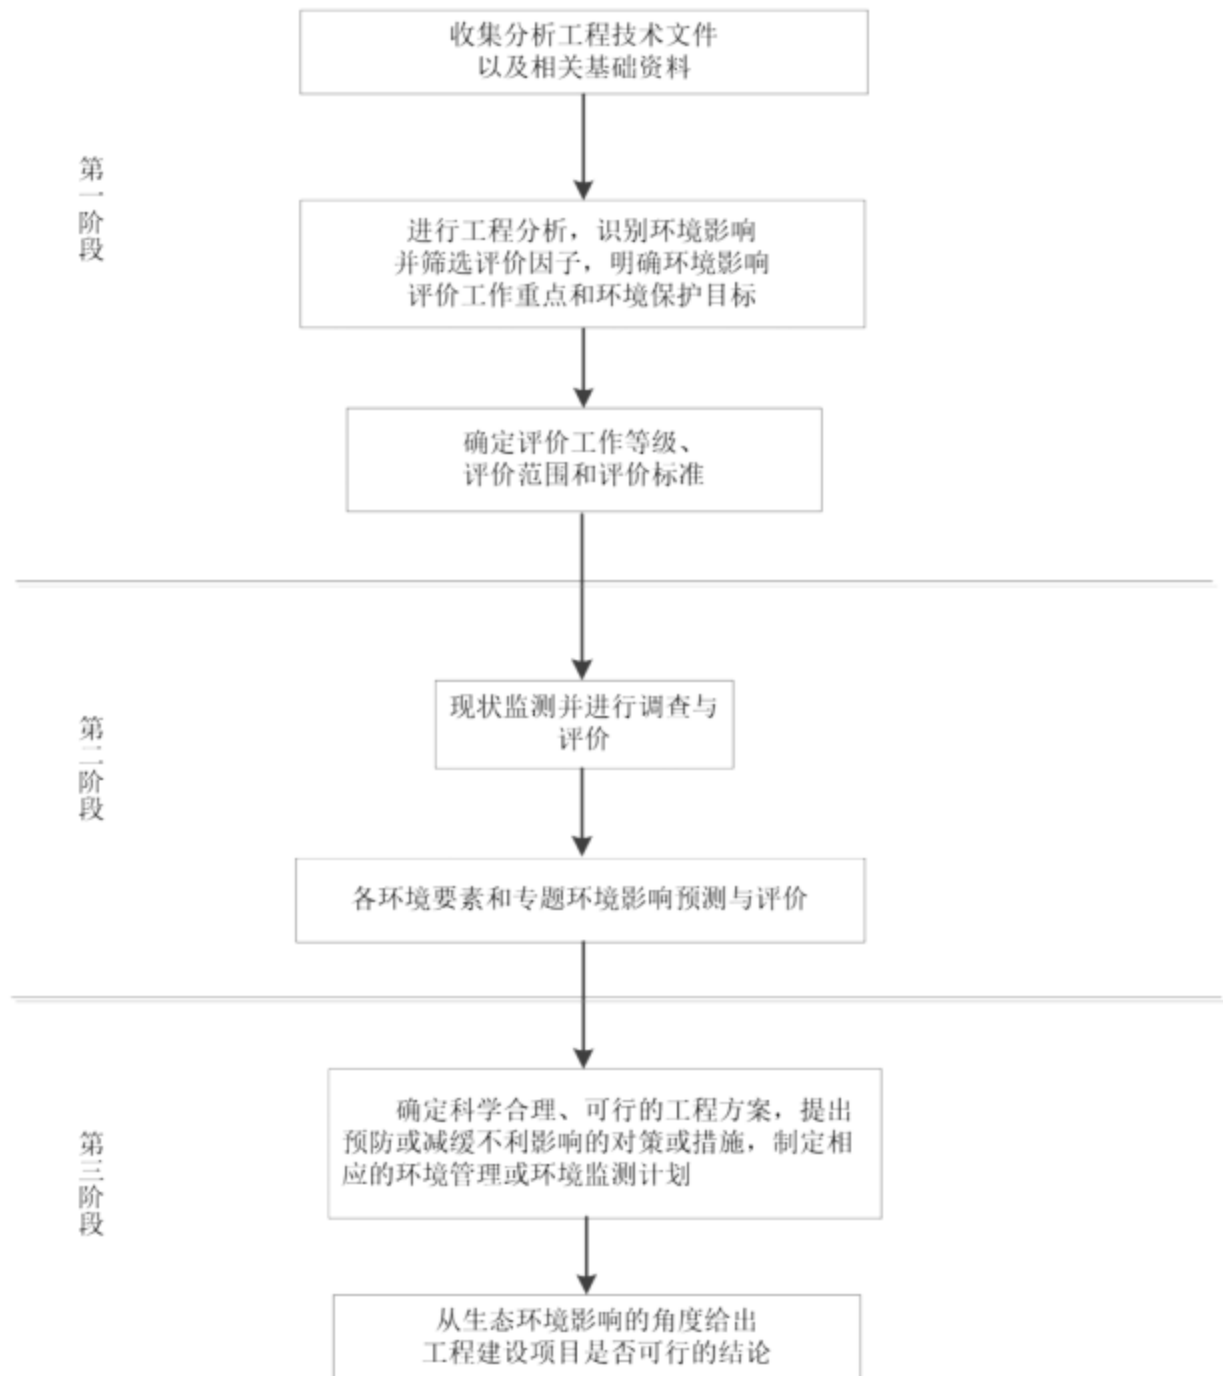 收集分析工程技术文件
以及相关基础资料
第一阶段
进行工程分析，识别环境影响
并筛选评价因子，明确环境影响
评价工作重点和环境保护目标
确定评价工作等级、
评价范围和评价标准
第二阶段
现状监测并进行调查与
评价
各环境要素和专题环境影响预测与评价
第三阶段
确定科学合理、可行的工程方案，提出
预防或减缓不利影响的对策或措施，制定相
应的环境管理或环境监测计划
从生态环境影响的角度给出
工程建设项目是否可行的结论